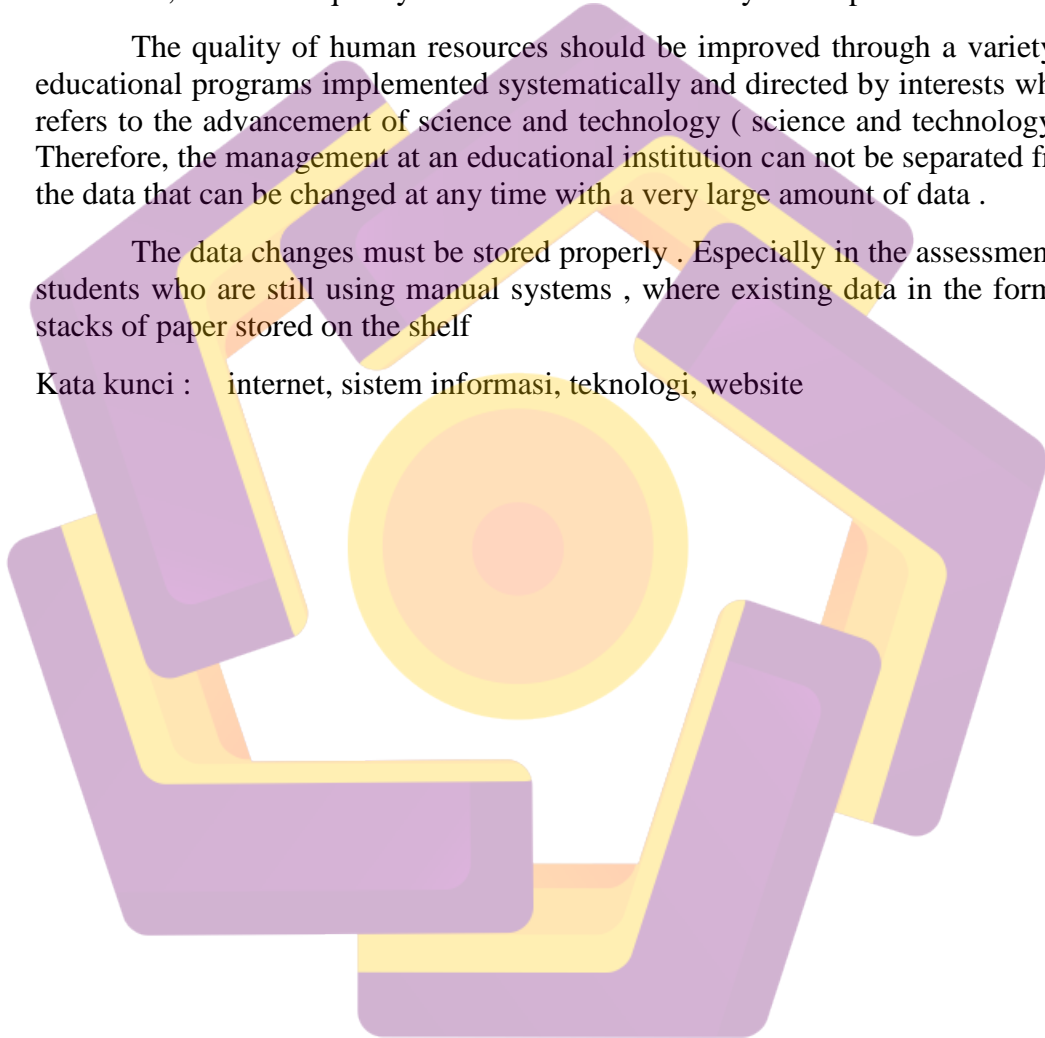 The quality of human resources should be improved through a variety
educational programs implemented systematically and directed by interests wh
refers to the advancement of science and technology ( science and technology
Therefore, the management at an educational institution can not be separated fr
the data that can be changed at any time with a very large amount of data .
The data changes must be stored properly . Especially in the assessmen
students who are still using manual systems , where existing data in the form
stacks of paper stored on the shelf
Kata kunci : internet, sistem informasi, teknologi, website